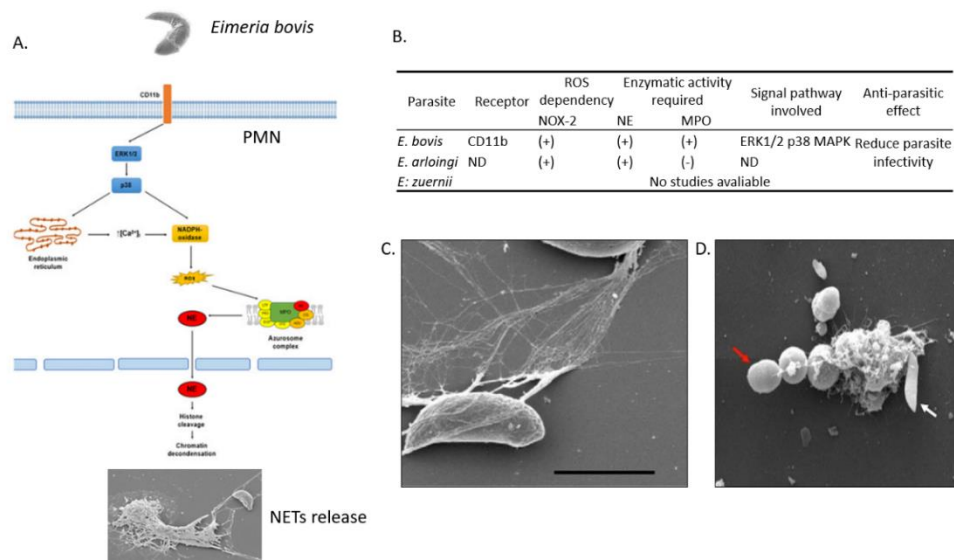 Eimeria bovis
A.
CD11b
PMN
ERK1/2
p38
Endoplasmic
reticulum
↑[Ca²⁺]ᵢ
NADPH-
oxidase
ROS
NE
MPO
Azurosome
complex
NE
Histone
cleavage
Chromatin
decondensation
NETs release
B.
Parasite Receptor ROS dependency Enzymatic activity required Signal pathway involved Anti-parasitic effect
NOX-2 NE MPO
E. bovis CD11b (+) (+) (+) ERK1/2 p38 MAPK Reduce parasite infectivity
E. arloingi ND (+) (+) (-) ND
E: zuernii No studies avaliable
C.
D.